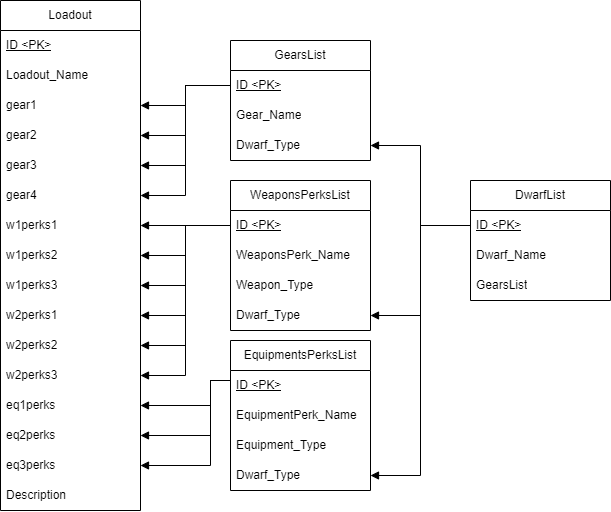 Loadout
ID <PK>
Loadout_Name
gear1
gear2
gear3
gear4
w1perks1
w1perks2
w1perks3
w2perks1
w2perks2
w2perks3
eq1perks
eq2perks
eq3perks
Description
GearsList
ID <PK>
Gear_Name
Dwarf_Type
WeaponsPerksList
ID <PK>
WeaponsPerk_Name
Weapon_Type
Dwarf_Type
EquipmentsPerksList
ID <PK>
EquipmentPerk_Name
Equipment_Type
Dwarf_Type
DwarfList
ID <PK>
Dwarf_Name
GearsList